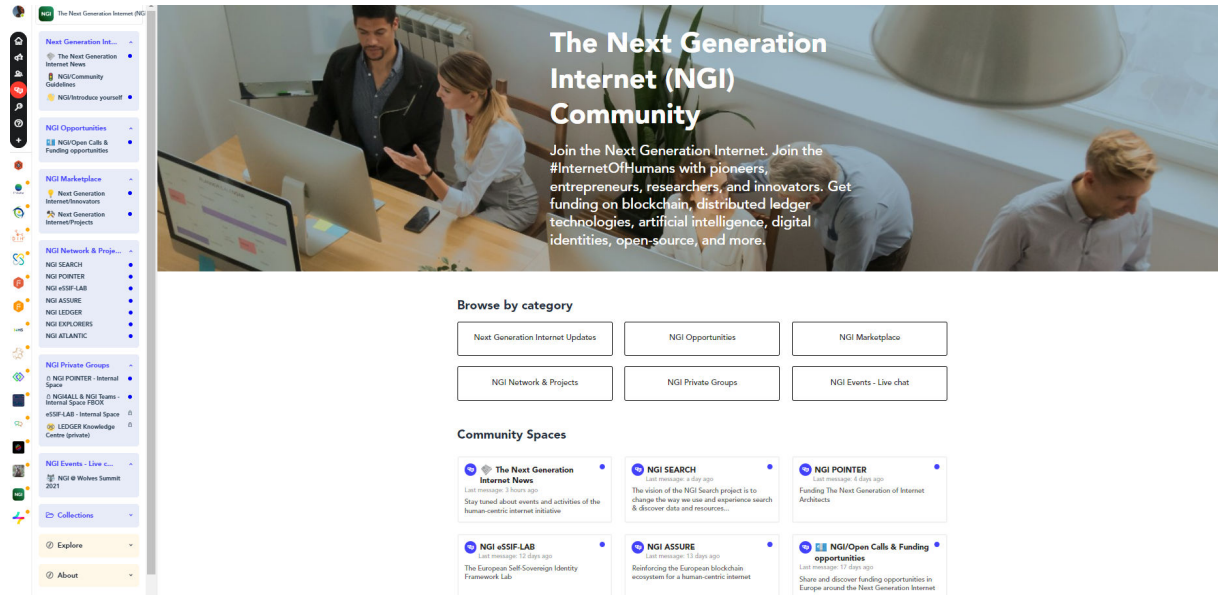 NGI The Next Generation Internet (NG
Next Generation Int...
The Next Generation
Internet News
NGI/Community
Guidelines
NGI/Introduce yourself
NGI Opportunities
NGI/Open Calls &
Funding opportunities
NGI Marketplace
Next Generation
Internet/Innovators
Next Generation
Internet/Projects
NGI Network & Proje...
NGI SEARCH
NGI POINTER
NGI eSSIF-LAB
NGI ASSURE
NGI LEDGER
NGI EXPLORERS
NGI ATLANTIC
NGI Private Groups
NGI POINTER - Internal
Space
NGI4ALL & NGI Teams -
Internal Space FBOX
eSSIF-LAB - Internal Space
LEDGER Knowledge
Centre (private)
NGI Events - Live c...
NGI @ Wolves Summit
2021
Collections
Explore
About
The Next Generation
Internet (NGI)
Community
Join the Next Generation Internet. Join the
#InternetOfHumans with pioneers,
entrepreneurs, researchers, and innovators. Get
funding on blockchain, distributed ledger
technologies, artificial intelligence, digital
identities, open-source, and more.
Browse by category
Next Generation Internet Updates
NGI Opportunities
NGI Marketplace
NGI Network & Projects
NGI Private Groups
NGI Events - Live chat
Community Spaces
The Next Generation
Internet News
Last message: 3 hours ago
Stay tuned about events and activities of the
human-centric internet initiative
NGI SEARCH
Last message: a day ago
The vision of the NGI Search project is to
change the way we use and experience search
& discover data and resources...
NGI POINTER
Last message: 6 days ago
Funding The Next Generation of Internet
Architects
NGI eSSIF-LAB
Last message: 12 days ago
The European Self-Sovereign Identity
Framework Lab
NGI ASSURE
Last message: 13 days ago
Reinforcing the European blockchain
ecosystem for a human-centric internet
NGI/Open Calls & Funding
opportunities
Last message: 17 days ago
Share and discover funding opportunities in
Europe around the Next Generation Internet